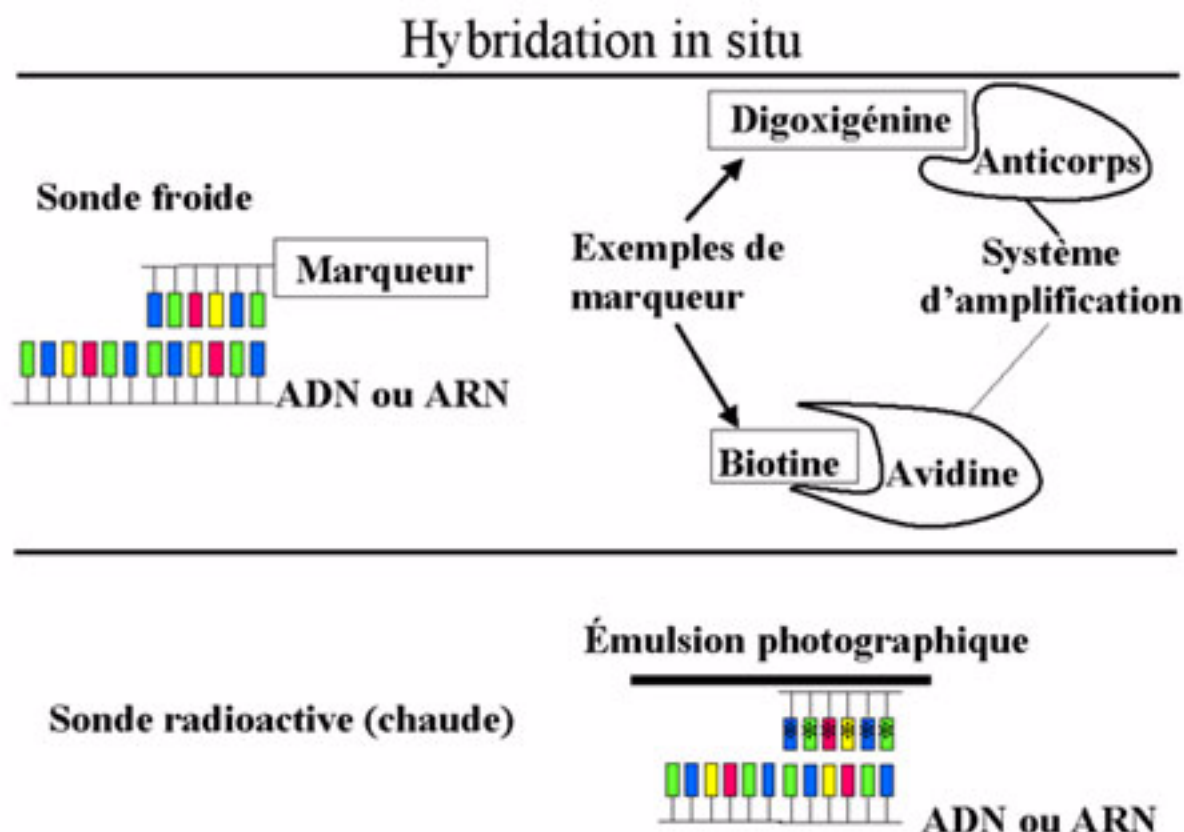 Hybridation in situ
Digoxigénine
Anticorps
Sonde froide
Marqueur
Exemples de
marqueur
Système
d’amplification
ADN ou ARN
Biotine
Avidine
Émulsion photographique
Sonde radioactive (chaude)
ADN ou ARN